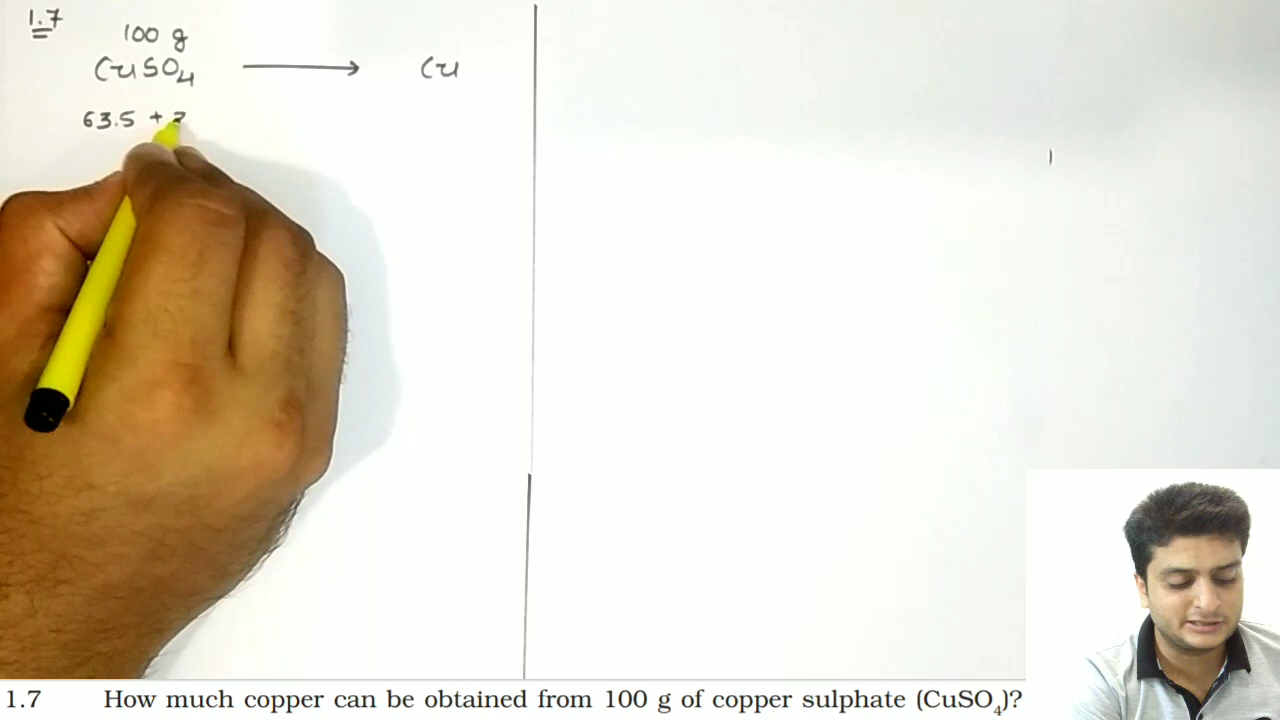 1.7
100 g
CuSO₄ ⟶ Cu
63.5 +
1.7 How much copper can be obtained from 100 g of copper sulphate (CuSO₄)?